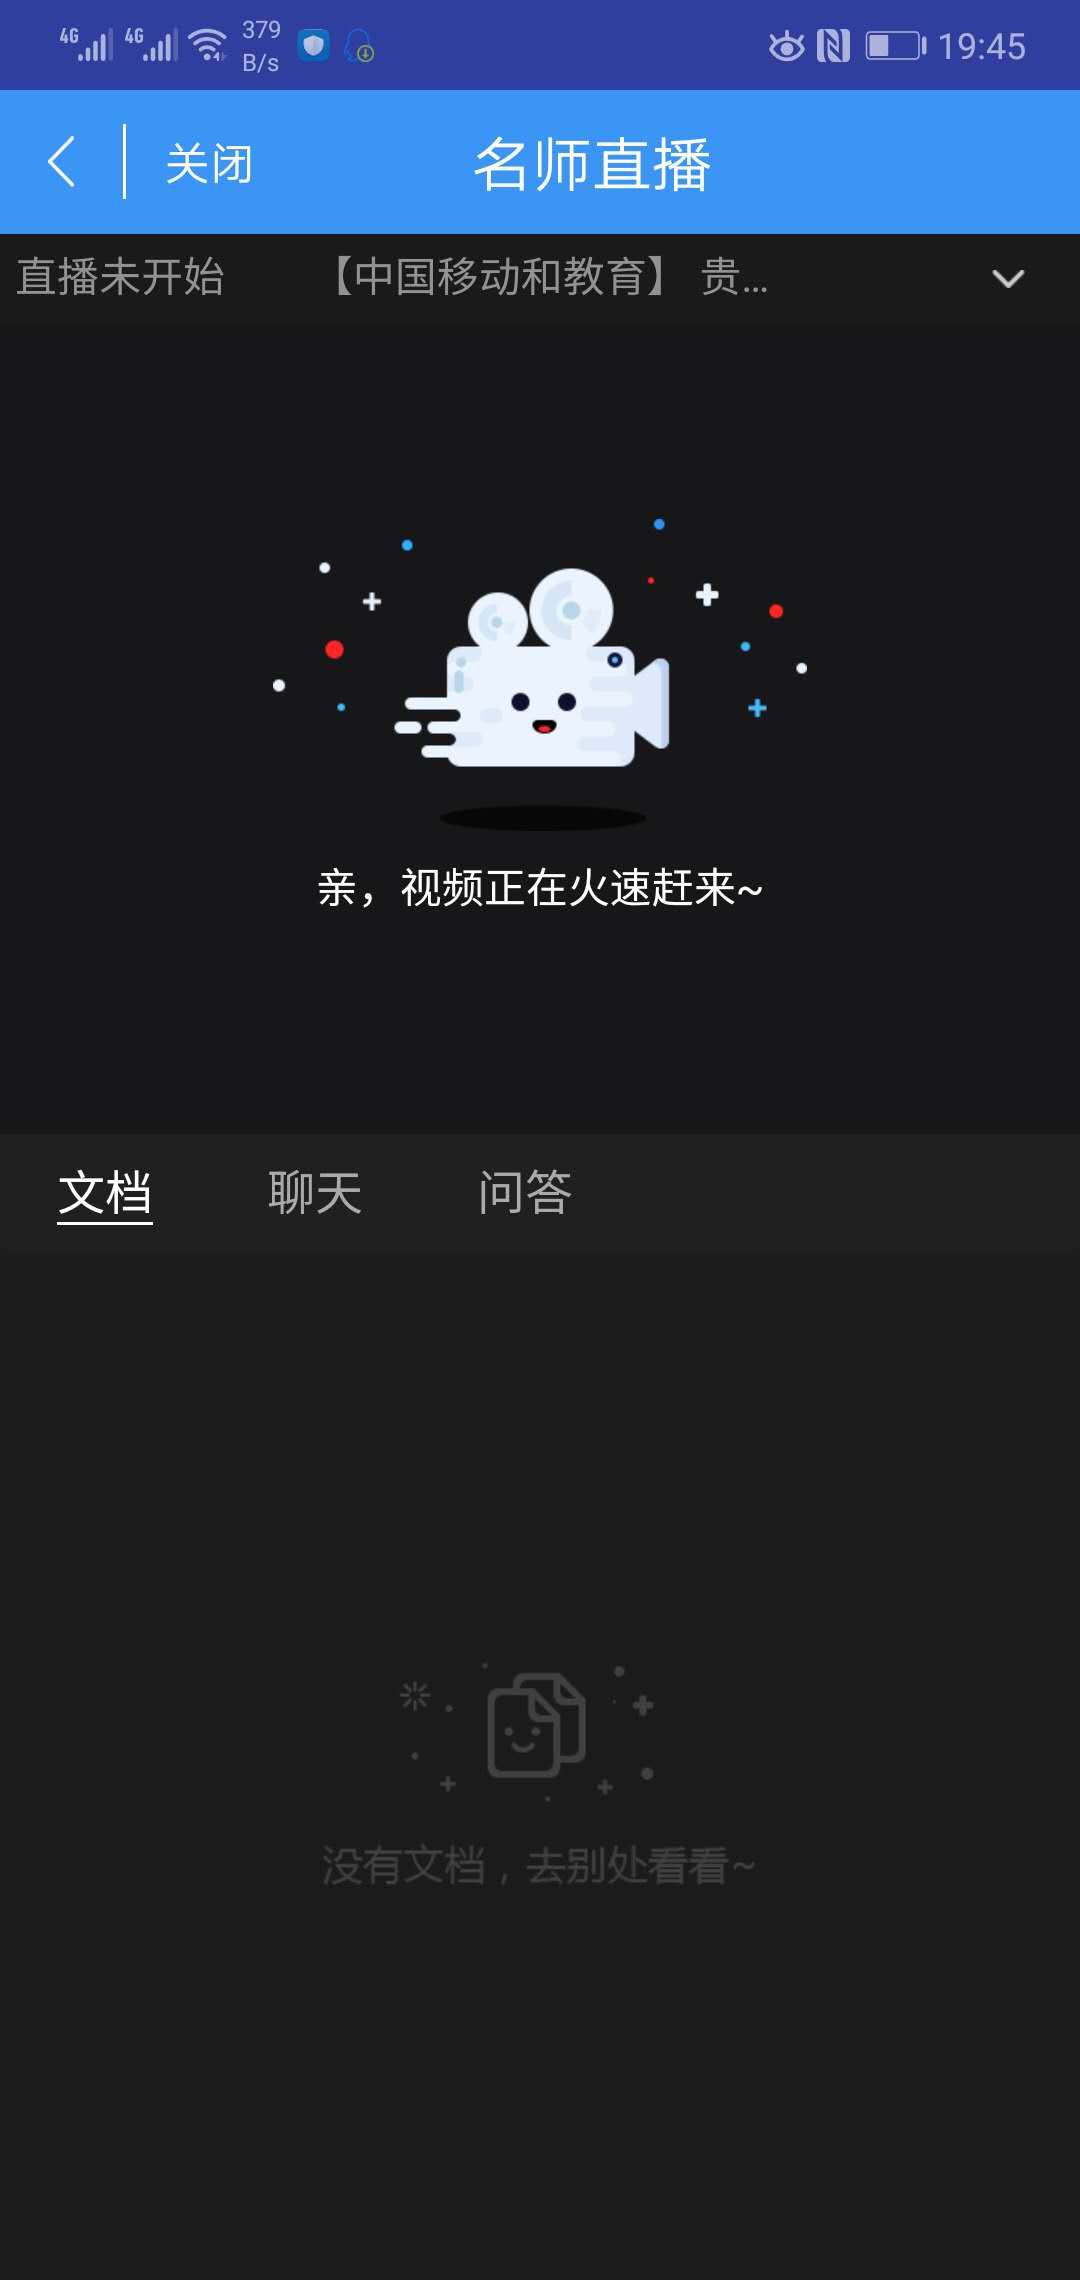 4G 4G 379 B/s 19:45
关闭 名师直播
直播未开始 【中国移动和教育】 贵...
亲，视频正在火速赶来~
文档 聊天 问答
没有文档，去别处看看~